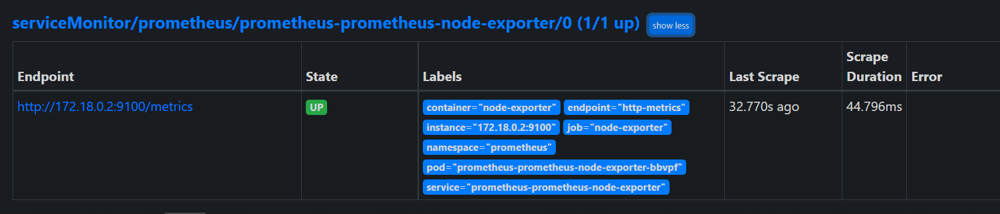 serviceMonitor/prometheus/prometheus-prometheus-node-exporter/0 (1/1 up) show less
Endpoint State Labels Last Scrape Scrape Duration Error
http://172.18.0.2:9100/metrics UP container="node-exporter" endpoint="http-metrics" 32.770s ago 44.796ms
instance="172.18.0.2:9100" job="node-exporter"
namespace="prometheus"
pod="prometheus-prometheus-node-exporter-bbvpf"
service="prometheus-prometheus-node-exporter"